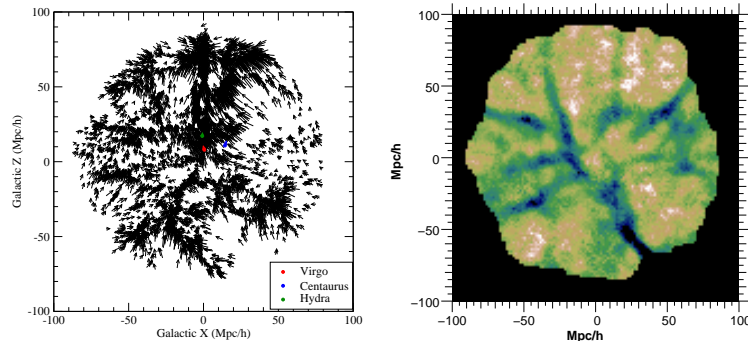 100
50
0
-50
-100
Galactic Z (Mpc/h)
-100 -50 0 50 100
Galactic X (Mpc/h)
Virgo
Centaurus
Hydra
100
50
0
−50
−100
Mpc/h
−100 −50 0 50 100
Mpc/h